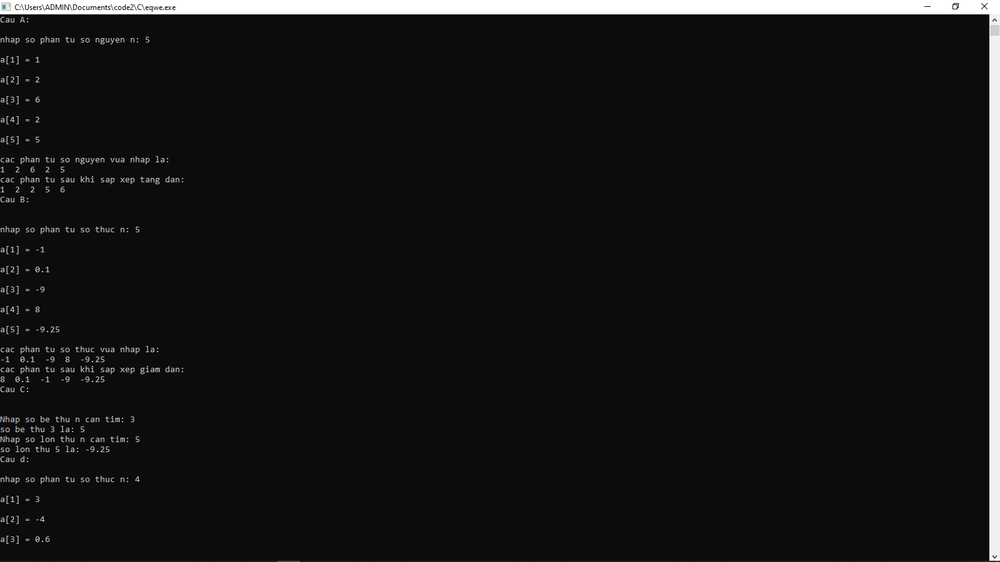 C:\Users\ADMIN\Documents\code2\C\eqwe.exe
Cau A:
nhap so phan tu so nguyen n: 5
a[1] = 1
a[2] = 2
a[3] = 6
a[4] = 2
a[5] = 5
cac phan tu so nguyen vua nhap la:
1  2  6  2  5
cac phan tu sau khi sap xep tang dan:
1  2  2  5  6
Cau B:
nhap so phan tu so thuc n: 5
a[1] = -1
a[2] = 0.1
a[3] = -9
a[4] = 8
a[5] = -9.25
cac phan tu so thuc vua nhap la:
-1  0.1  -9  8  -9.25
cac phan tu sau khi sap xep giam dan:
8  0.1  -1  -9  -9.25
Cau C:
Nhap so be thu n can tim: 3
so be thu 3 la: 5
Nhap so lon thu n can tim: 5
so lon thu 5 la: -9.25
Cau d:
nhap so phan tu so thuc n: 4
a[1] = 3
a[2] = -4
a[3] = 0.6